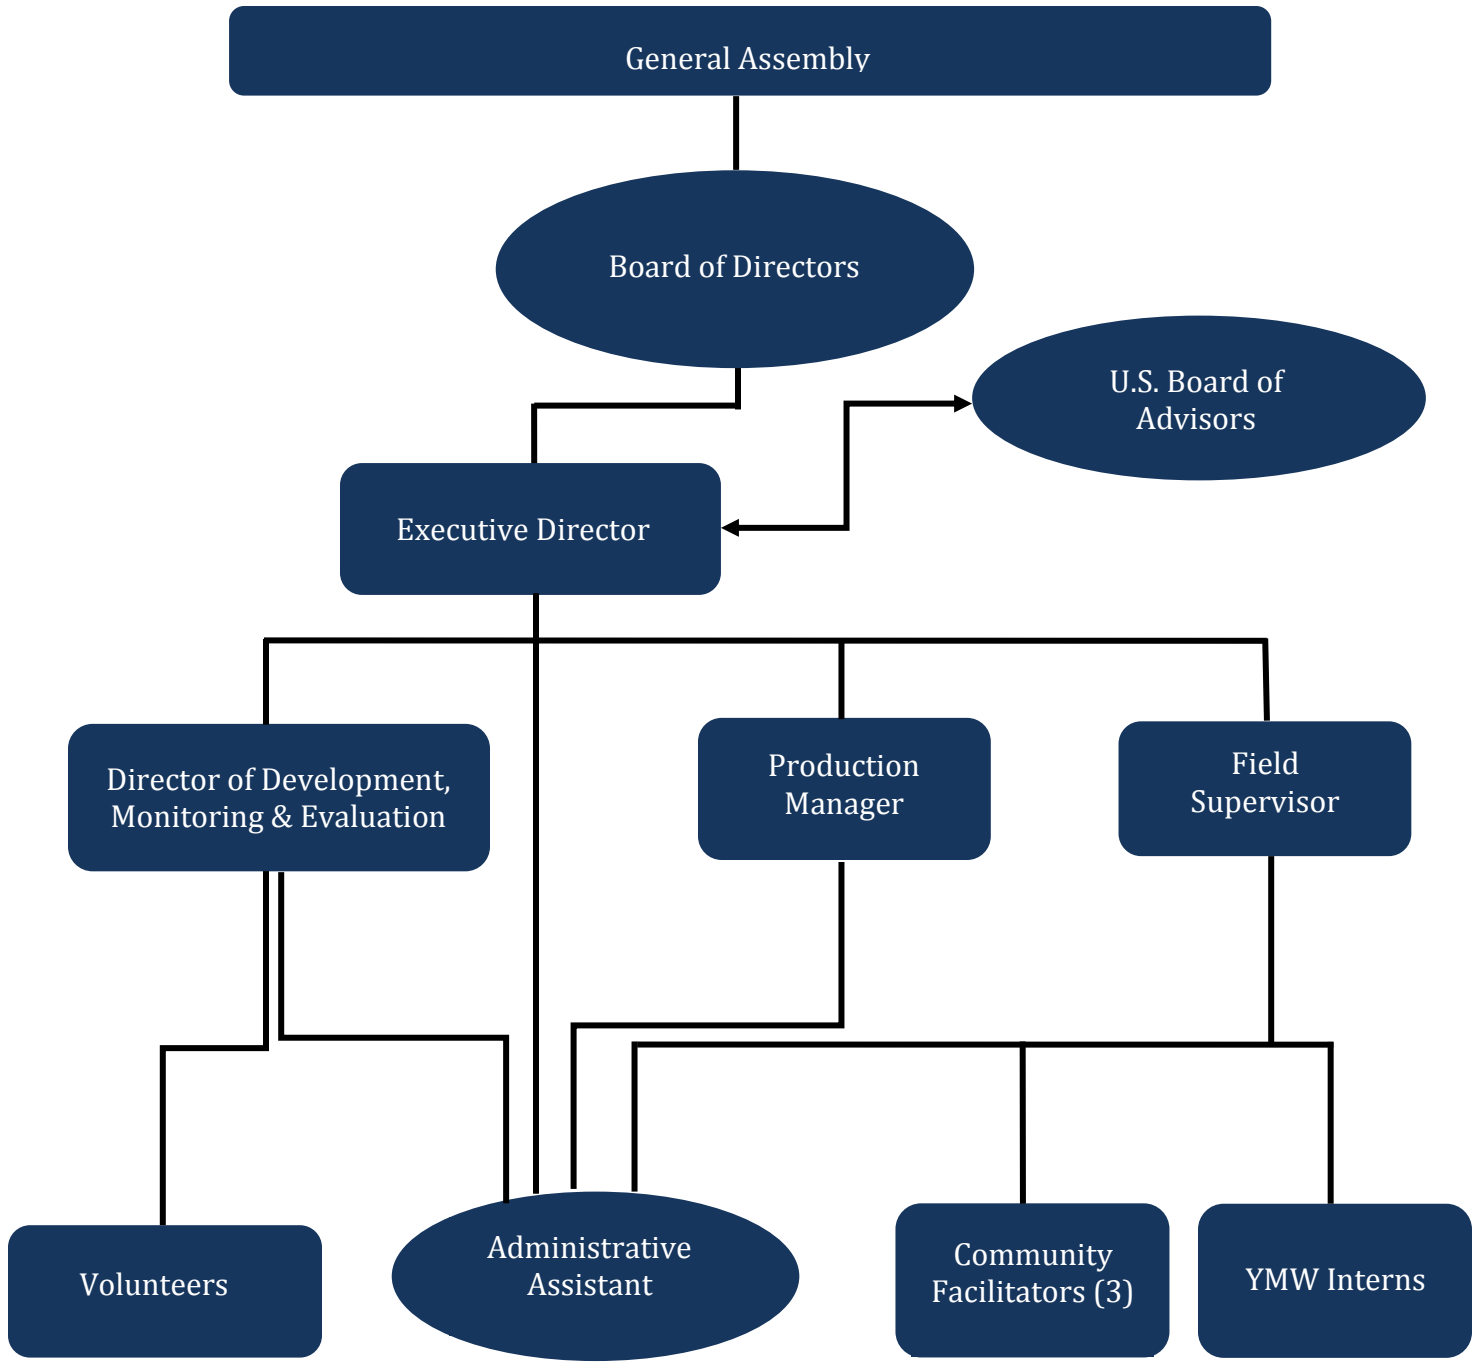 General Assembly
Board of Directors
U.S. Board of
Advisors
Executive Director
Director of Development,
Monitoring & Evaluation
Production
Manager
Field
Supervisor
Volunteers
Administrative
Assistant
Community
Facilitators (3)
YMW Interns